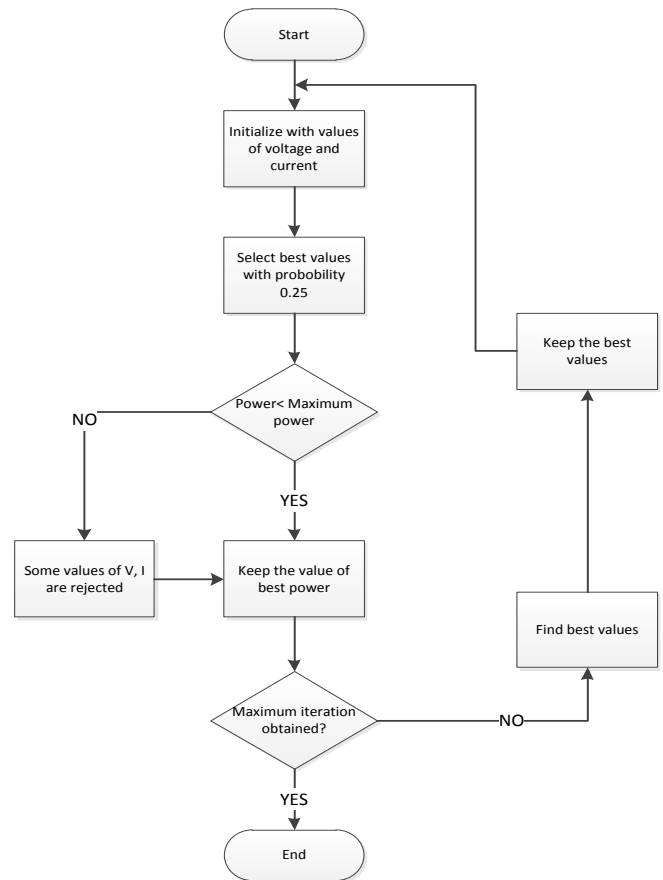 Start
Initialize with values
of voltage and
current
Select best values
with probobility
0.25
Keep the best
values
Power< Maximum
power
NO
YES
Some values of V, I
are rejected
Keep the value of
best power
Find best values
Maximum iteration
obtained?
NO
YES
End